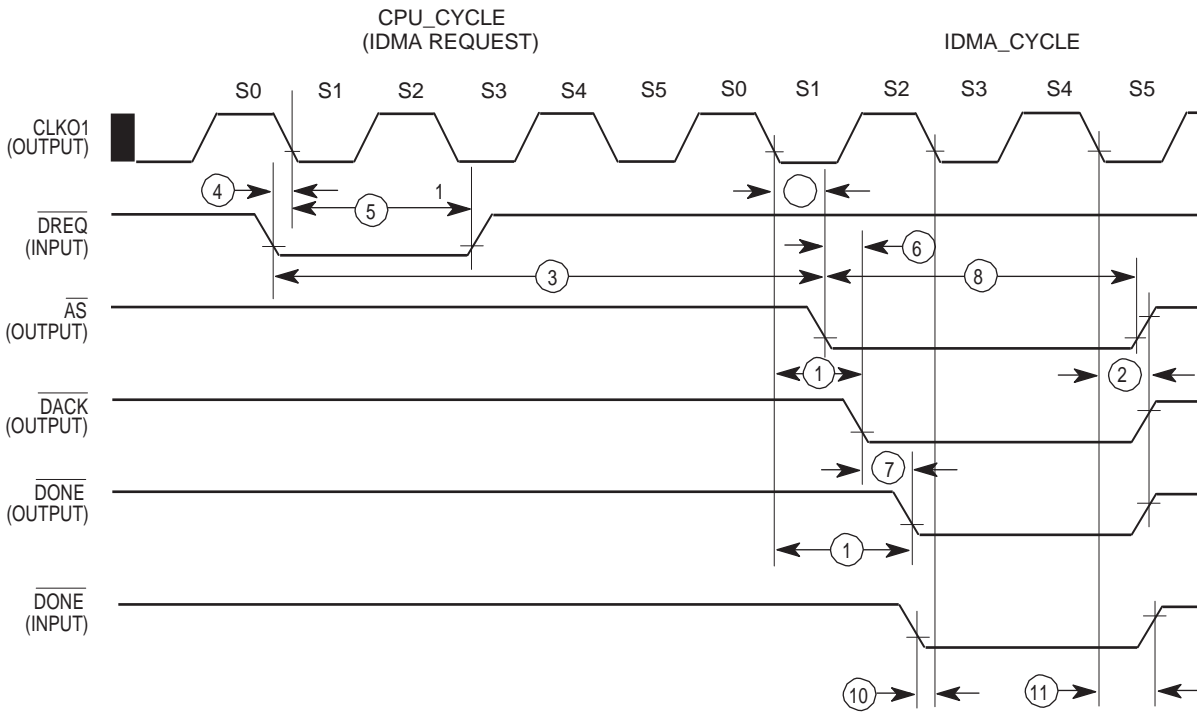 CPU_CYCLE
(IDMA REQUEST)
IDMA_CYCLE
S0 S1 S2 S3 S4 S5 S0 S1 S2 S3 S4 S5
CLKO1
(OUTPUT)
4
5
1
DREQ
(INPUT)
6
3
8
AS
(OUTPUT)
1
2
DACK
(OUTPUT)
7
DONE
(OUTPUT)
1
DONE
(INPUT)
10
11